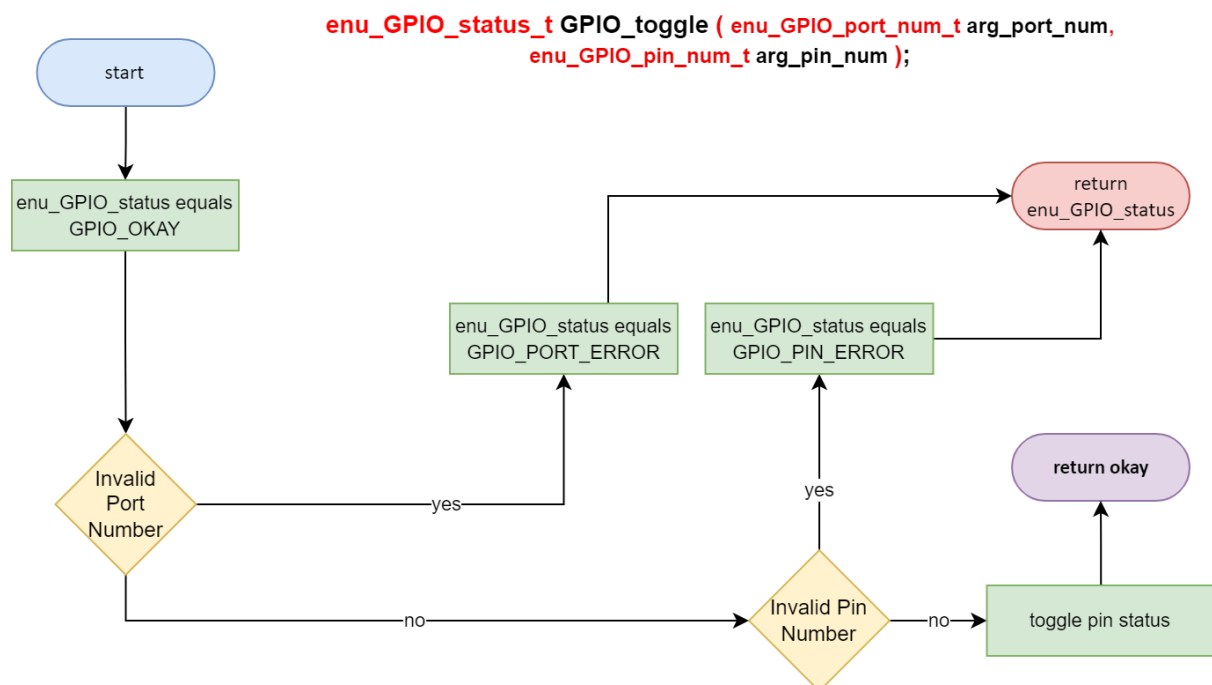 enu_GPIO_status_t GPIO_toggle ( enu_GPIO_port_num_t arg_port_num,
enu_GPIO_pin_num_t arg_pin_num );
start
enu_GPIO_status equals
GPIO_OKAY
return
enu_GPIO_status
enu_GPIO_status equals
GPIO_PORT_ERROR
enu_GPIO_status equals
GPIO_PIN_ERROR
Invalid
Port
Number
yes
yes
return okay
no
Invalid Pin
Number
no
toggle pin status